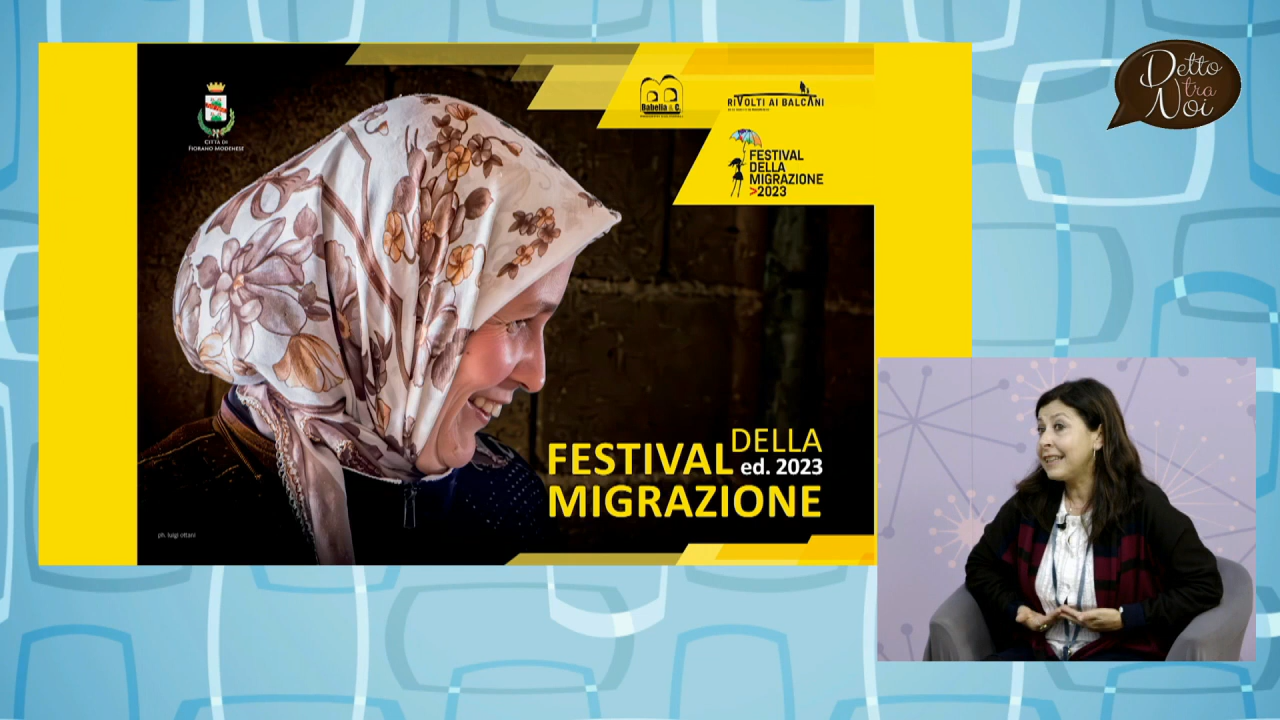 CITTÀ DI
FIORANO MODENESE
Babella & C.
RIVOLTI AI BALCANI
FESTIVAL
DELLA
MIGRAZIONE
>2023
Detto
tra
Noi
FESTIVAL DELLA
ed. 2023
MIGRAZIONE
ph. luigi ottani